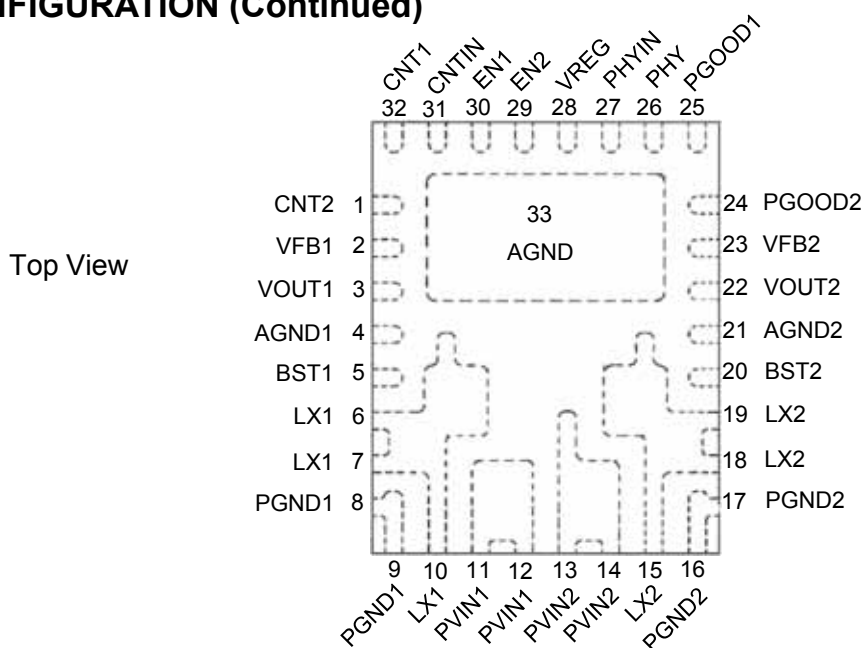 NFIGURATION (Continued)
CNT1 CNTIN EN1 EN2 VREG PHYIN PHY PGOOD1
32 31 30 29 28 27 26 25
CNT2 1
VFB1 2
Top View
VOUT1 3
AGND1 4
BST1 5
LX1 6
LX1 7
PGND1 8
33
AGND
24 PGOOD2
23 VFB2
22 VOUT2
21 AGND2
20 BST2
19 LX2
18 LX2
17 PGND2
9 10 11 12 13 14 15 16
PGND1 LX1 PVIN1 PVIN1 PVIN2 PVIN2 LX2 PGND2